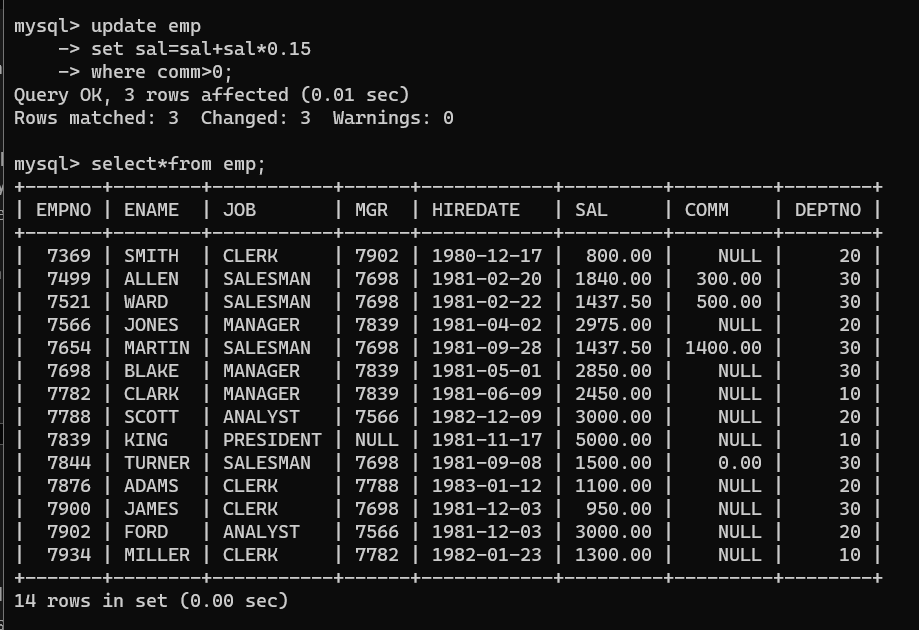 mysql> update emp
    -> set sal=sal+sal*0.15
    -> where comm>0;
Query OK, 3 rows affected (0.01 sec)
Rows matched: 3  Changed: 3  Warnings: 0

mysql> select*from emp;
+-------+--------+-----------+------+------------+---------+---------+--------+
| EMPNO | ENAME  | JOB       | MGR  | HIREDATE   | SAL     | COMM    | DEPTNO |
+-------+--------+-----------+------+------------+---------+---------+--------+
|  7369 | SMITH  | CLERK     | 7902 | 1980-12-17 |  800.00 |    NULL |     20 |
|  7499 | ALLEN  | SALESMAN  | 7698 | 1981-02-20 | 1840.00 |  300.00 |     30 |
|  7521 | WARD   | SALESMAN  | 7698 | 1981-02-22 | 1437.50 |  500.00 |     30 |
|  7566 | JONES  | MANAGER   | 7839 | 1981-04-02 | 2975.00 |    NULL |     20 |
|  7654 | MARTIN | SALESMAN  | 7698 | 1981-09-28 | 1437.50 | 1400.00 |     30 |
|  7698 | BLAKE  | MANAGER   | 7839 | 1981-05-01 | 2850.00 |    NULL |     30 |
|  7782 | CLARK  | MANAGER   | 7839 | 1981-06-09 | 2450.00 |    NULL |     10 |
|  7788 | SCOTT  | ANALYST   | 7566 | 1982-12-09 | 3000.00 |    NULL |     20 |
|  7839 | KING   | PRESIDENT | NULL | 1981-11-17 | 5000.00 |    NULL |     10 |
|  7844 | TURNER | SALESMAN  | 7698 | 1981-09-08 | 1500.00 |    0.00 |     30 |
|  7876 | ADAMS  | CLERK     | 7788 | 1983-01-12 | 1100.00 |    NULL |     20 |
|  7900 | JAMES  | CLERK     | 7698 | 1981-12-03 |  950.00 |    NULL |     30 |
|  7902 | FORD   | ANALYST   | 7566 | 1981-12-03 | 3000.00 |    NULL |     20 |
|  7934 | MILLER | CLERK     | 7782 | 1982-01-23 | 1300.00 |    NULL |     10 |
+-------+--------+-----------+------+------------+---------+---------+--------+
14 rows in set (0.00 sec)